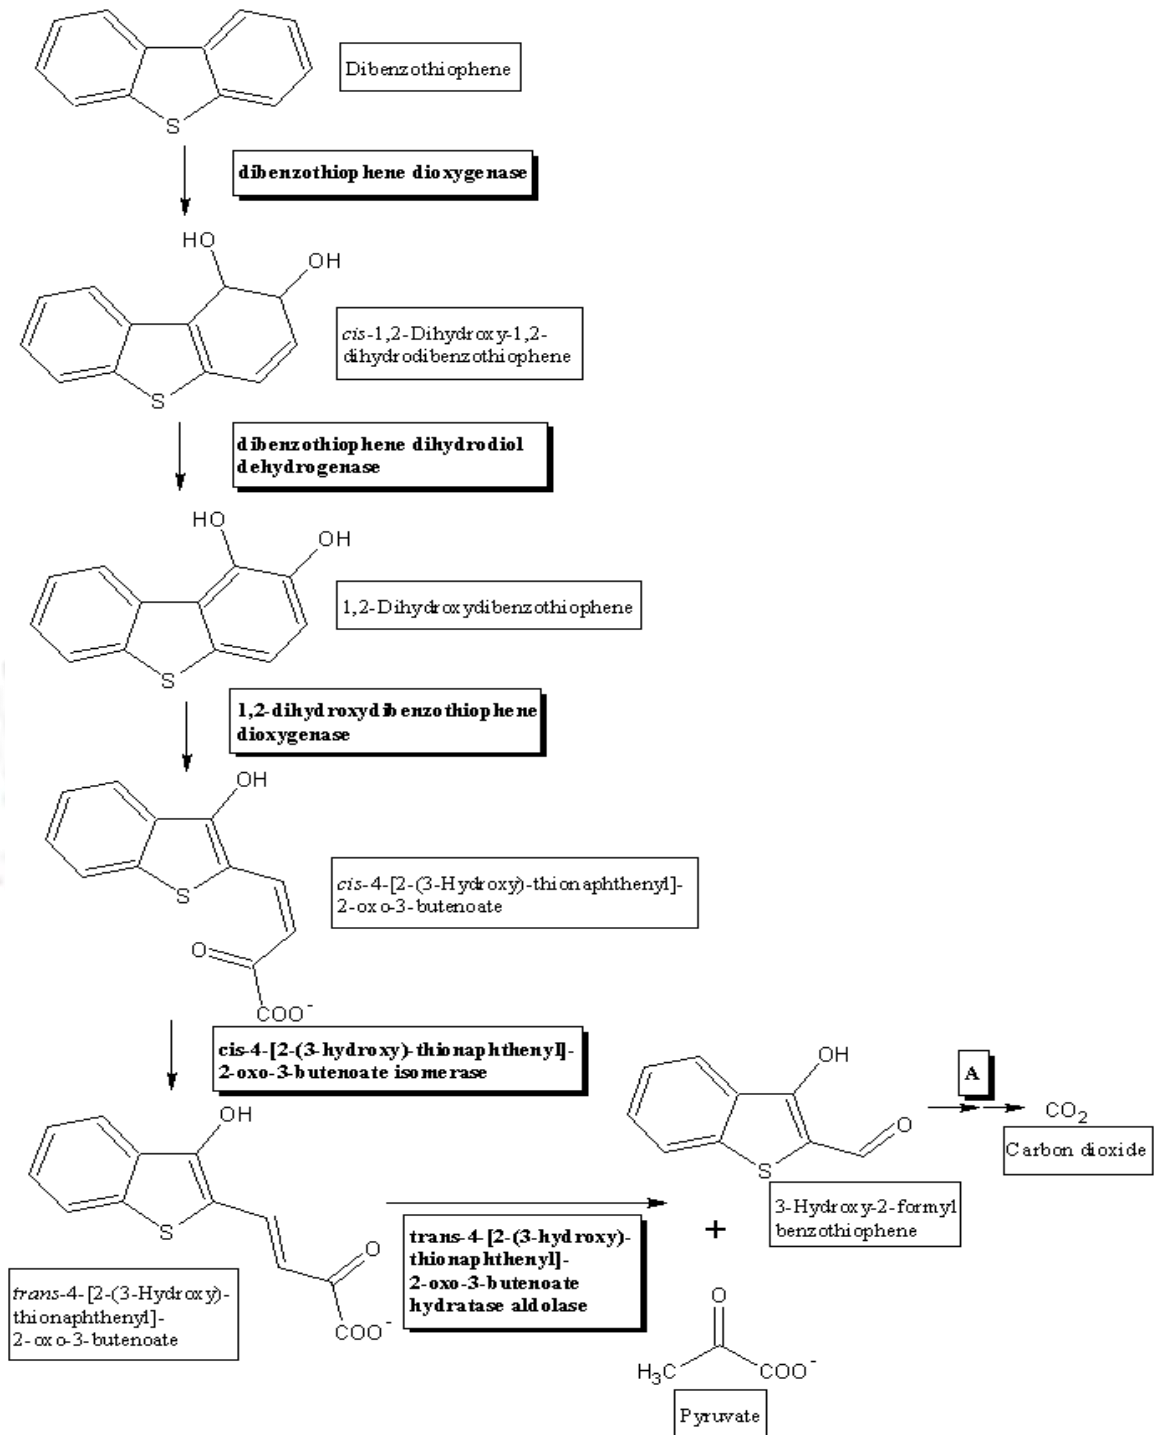 S
Dibenzothiophene
dibenzothiophene dioxygenase
HO
OH
S
cis-1,2-Dihydroxy-1,2-
dihydrodibenzothiophene
dibenzothiophene dihydrodiol
dehydrogenase
HO
OH
S
1,2-Dihydroxydibenzothiophene
1,2-dihydroxydibenzothiophene
dioxygenase
OH
S
O
COO-
cis-4-[2-(3-Hydroxy)-thionaphthenyl]-
2-oxo-3-butenoate
cis-4-[2-(3-hydroxy)-thionaphthenyl]-
2-oxo-3-butenoate isomerase
OH
S
O
COO-
trans-4-[2-(3-Hydroxy)-
thionaphthenyl]-
2-oxo-3-butenoate
trans-4-[2-(3-hydroxy)-
thionaphthenyl]-
2-oxo-3-butenoate
hydratase aldolase
OH
O
S
3-Hydroxy-2-formyl
benzothiophene
A
CO2
Carbon dioxide
+
O
H3C
COO-
Pyruvate